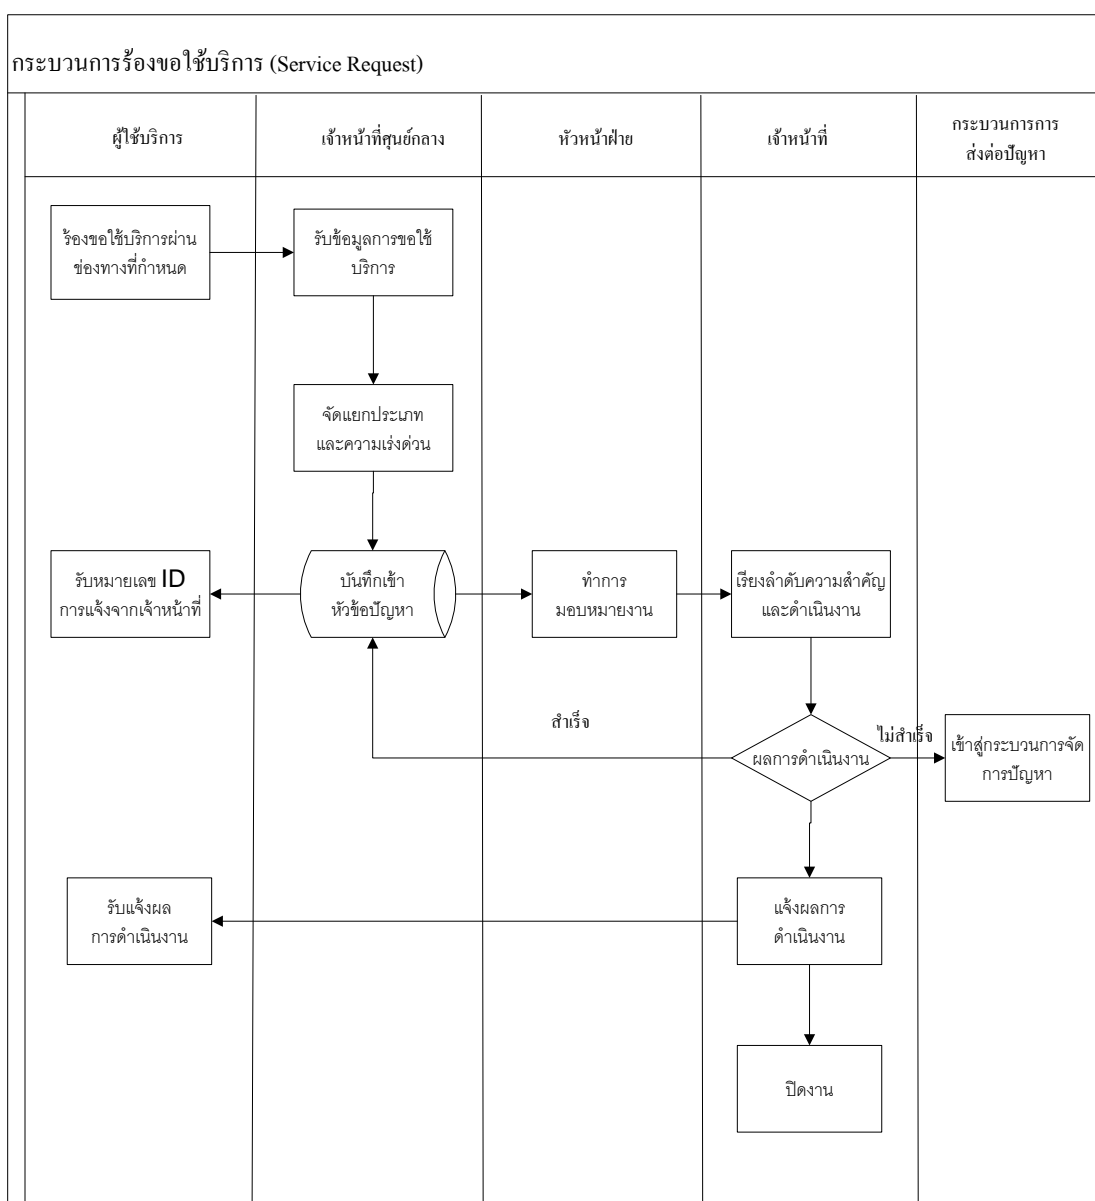 กระบวนการร้องขอใช้บริการ (Service Request)
ผู้ใช้บริการ
เจ้าหน้าที่ศูนย์กลาง
หัวหน้าฝ่าย
เจ้าหน้าที่
กระบวนการการ
ส่งต่อปัญหา
ร้องขอใช้บริการผ่าน
ช่องทางที่กำหนด
รับข้อมูลการขอใช้
บริการ
จัดแยกประเภท
และความเร่งด่วน
รับหมายเลข ID
การแจ้งจากเจ้าหน้าที่
บันทึกเข้า
หัวข้อปัญหา
ทำการ
มอบหมายงาน
เรียงลำดับความสำคัญ
และดำเนินงาน
สำเร็จ
ไม่สำเร็จ
ผลการดำเนินงาน
เข้าสู่กระบวนการจัด
การปัญหา
รับแจ้งผล
การดำเนินงาน
แจ้งผลการ
ดำเนินงาน
ปิดงาน